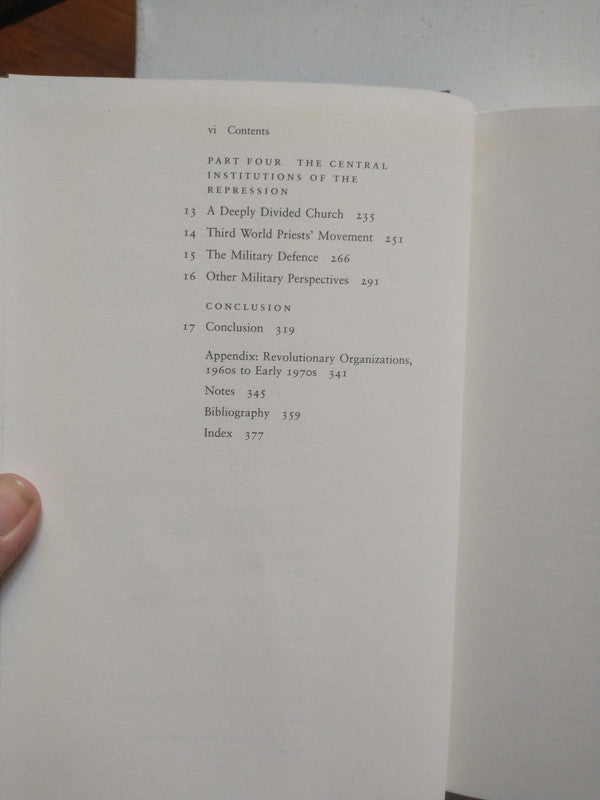 vi Contents
PART FOUR THE CENTRAL
INSTITUTIONS OF THE
REPRESSION
13 A Deeply Divided Church 235
14 Third World Priests' Movement 251
15 The Military Defence 266
16 Other Military Perspectives 291
CONCLUSION
17 Conclusion 319
Appendix: Revolutionary Organizations,
1960s to Early 1970s 341
Notes 345
Bibliography 359
Index 377